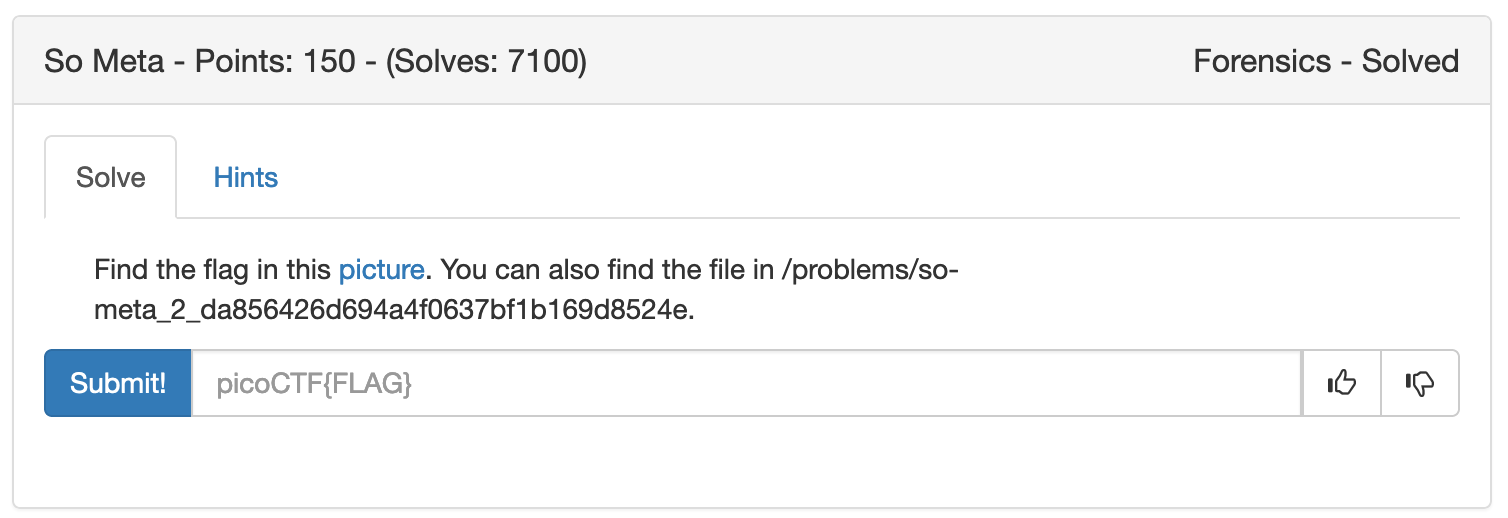 So Meta - Points: 150 - (Solves: 7100)
Forensics - Solved
Solve
Hints
Find the flag in this picture. You can also find the file in /problems/so-
meta_2_da856426d694a4f0637bf1b169d8524e.
Submit!
picoCTF{FLAG}